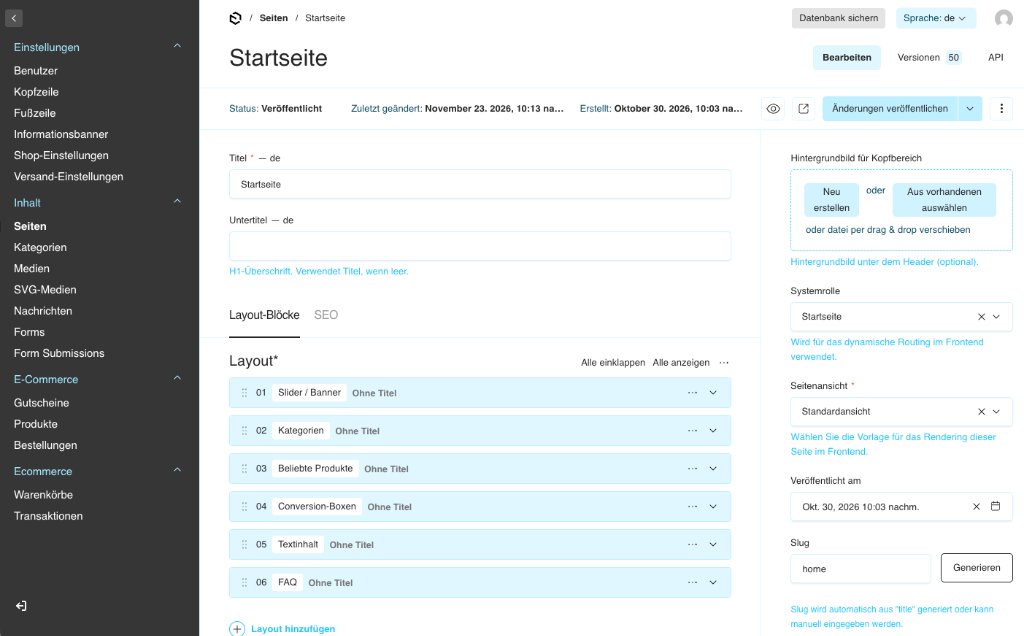 / Seiten / Startseite
Datenbank sichern
Sprache: de
Startseite
Bearbeiten
Versionen 50
API
Status: Veröffentlicht
Zuletzt geändert: November 23. 2026, 10:13 na...
Erstellt: Oktober 30. 2026, 10:03 na...
Änderungen veröffentlichen
Einstellungen
Benutzer
Kopfzeile
Fußzeile
Informationsbanner
Shop-Einstellungen
Versand-Einstellungen
Inhalt
Seiten
Kategorien
Medien
SVG-Medien
Nachrichten
Forms
Form Submissions
E-Commerce
Gutscheine
Produkte
Bestellungen
Ecommerce
Warenkörbe
Transaktionen
Titel * — de
Startseite
Untertitel — de
H1-Überschrift. Verwendet Titel, wenn leer.
Layout-Blöcke
SEO
Layout*
Alle einklappen
Alle anzeigen
01 Slider / Banner Ohne Titel
02 Kategorien Ohne Titel
03 Beliebte Produkte Ohne Titel
04 Conversion-Boxen Ohne Titel
05 Textinhalt Ohne Titel
06 FAQ Ohne Titel
Layout hinzufügen
Hintergrundbild für Kopfbereich
Neu
erstellen
oder
Aus vorhandenen
auswählen
oder datei per drag & drop verschieben
Hintergrundbild unter dem Header (optional).
Systemrolle
Startseite
Wird für das dynamische Routing im Frontend
verwendet.
Seitenansicht *
Standardansicht
Wählen Sie die Vorlage für das Rendering dieser
Seite im Frontend.
Veröffentlicht am
Okt. 30, 2026 10:03 nachm.
Slug
home
Generieren
Slug wird automatisch aus "title" generiert oder kann
manuell eingegeben werden.